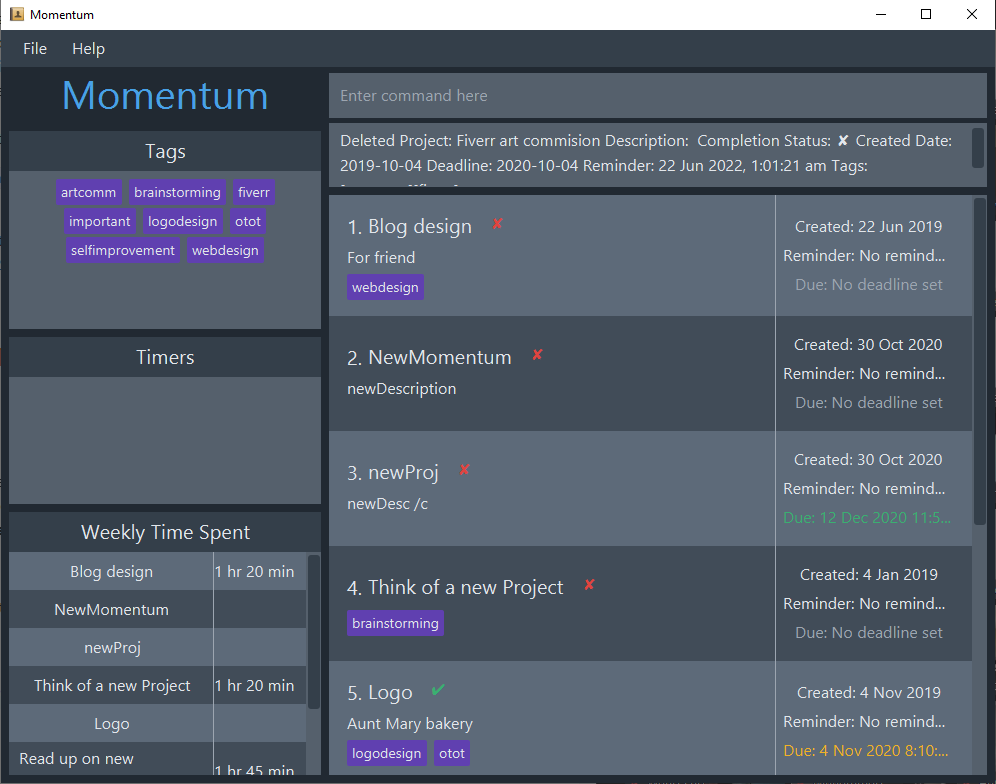 Momentum
File Help
Momentum
Tags
artcomm brainstorming fiverr
important logodesign otot
selfimprovement webdesign
Timers
Weekly Time Spent
Blog design 1 hr 20 min
NewMomentum
newProj
Think of a new Project 1 hr 20 min
Logo
Read up on new
1 hr 45 min
Enter command here
Deleted Project: Fiverr art commision Description: Completion Status: ✘ Created Date:
2019-10-04 Deadline: 2020-10-04 Reminder: 22 Jun 2022, 1:01:21 am Tags:
1. Blog design ✘
For friend
webdesign
Created: 22 Jun 2019
Reminder: No remind...
Due: No deadline set
2. NewMomentum ✘
newDescription
Created: 30 Oct 2020
Reminder: No remind...
Due: No deadline set
3. newProj ✘
newDesc /c
Created: 30 Oct 2020
Reminder: No remind...
Due: 12 Dec 2020 11:5...
4. Think of a new Project ✘
brainstorming
Created: 4 Jan 2019
Reminder: No remind...
Due: No deadline set
5. Logo ✔
Aunt Mary bakery
logodesign otot
Created: 4 Nov 2019
Reminder: No remind...
Due: 4 Nov 2020 8:10:...